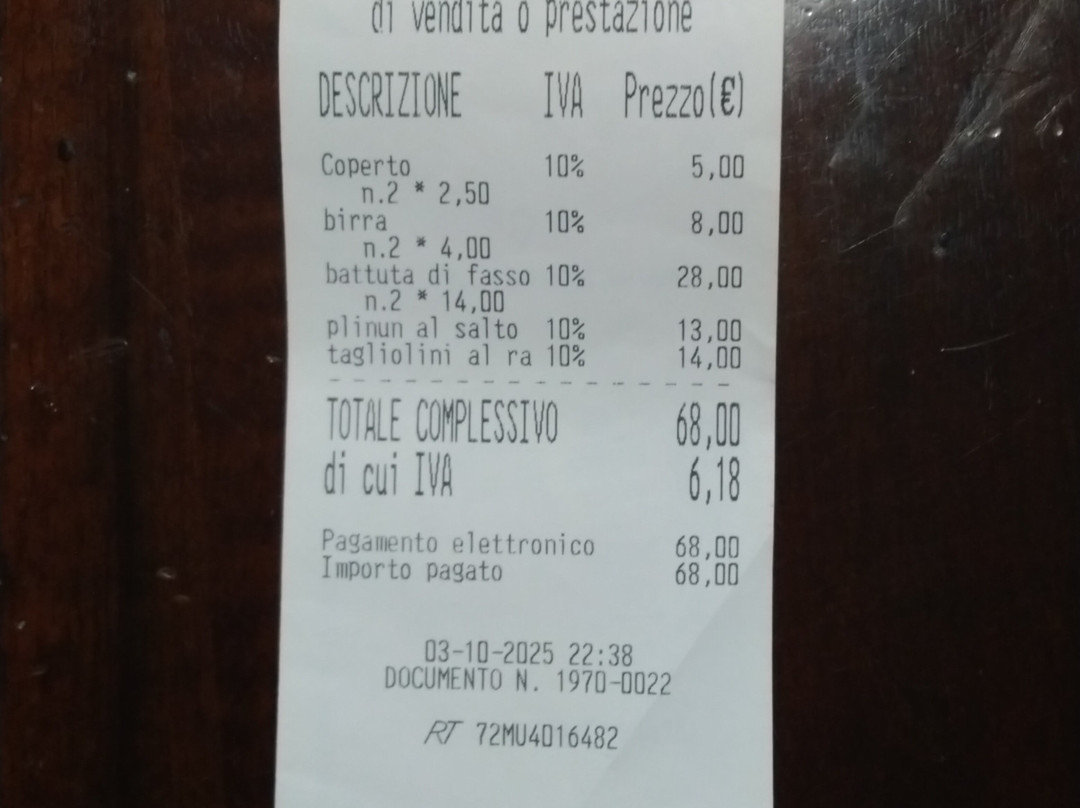 di vendita o prestazione
DESCRIZIONE IVA Prezzo(€)
Coperto 10% 5,00
n.2 * 2,50
birra 10% 8,00
n.2 * 4,00
battuta di fasso 10% 28,00
n.2 * 14,00
plinun al salto 10% 13,00
tagliolini al ra 10% 14,00
TOTALE COMPLESSIVO 68,00
di cui IVA 6,18
Pagamento elettronico 68,00
Importo pagato 68,00
03-10-2025 22:38
DOCUMENTO N. 1970-0022
RT 72MU4016482